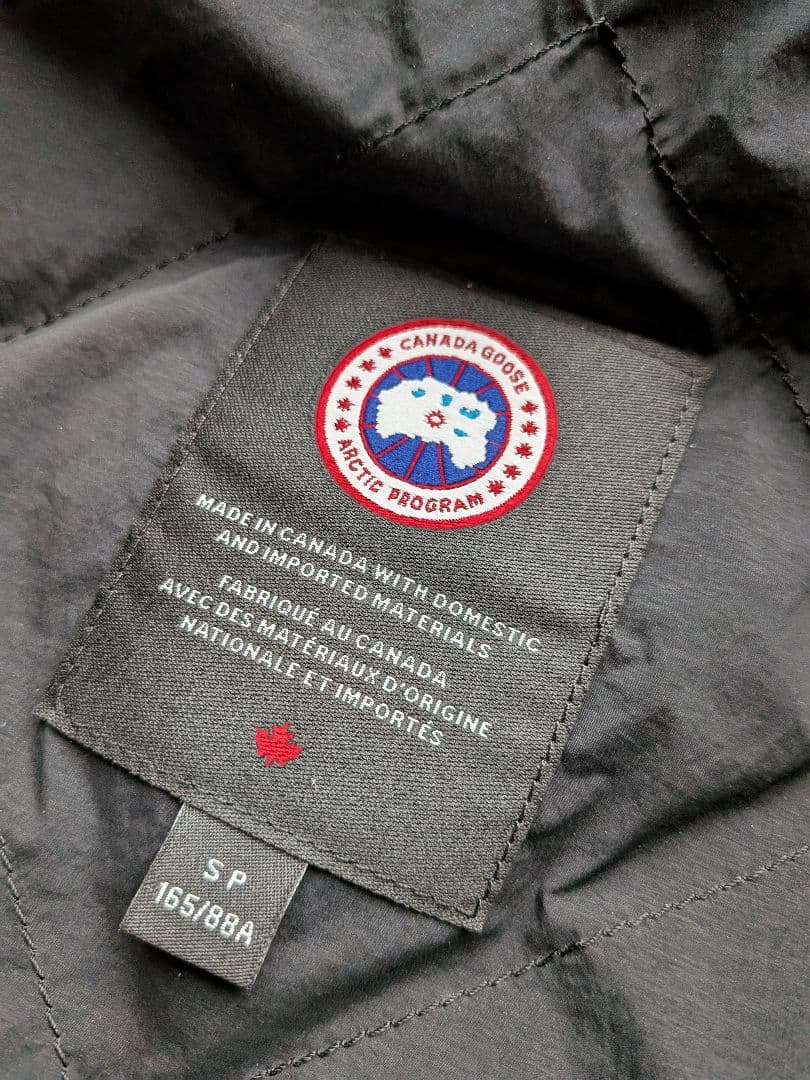 CANADA GOOSE
ARCTIC PROGRAM
MADE IN CANADA WITH DOMESTIC
AND IMPORTED MATERIALS
FABRIQUÉ AU CANADA
AVEC DES MATÉRIAUX D'ORIGINE
NATIONALE ET IMPORTÉS
S P
165/88A